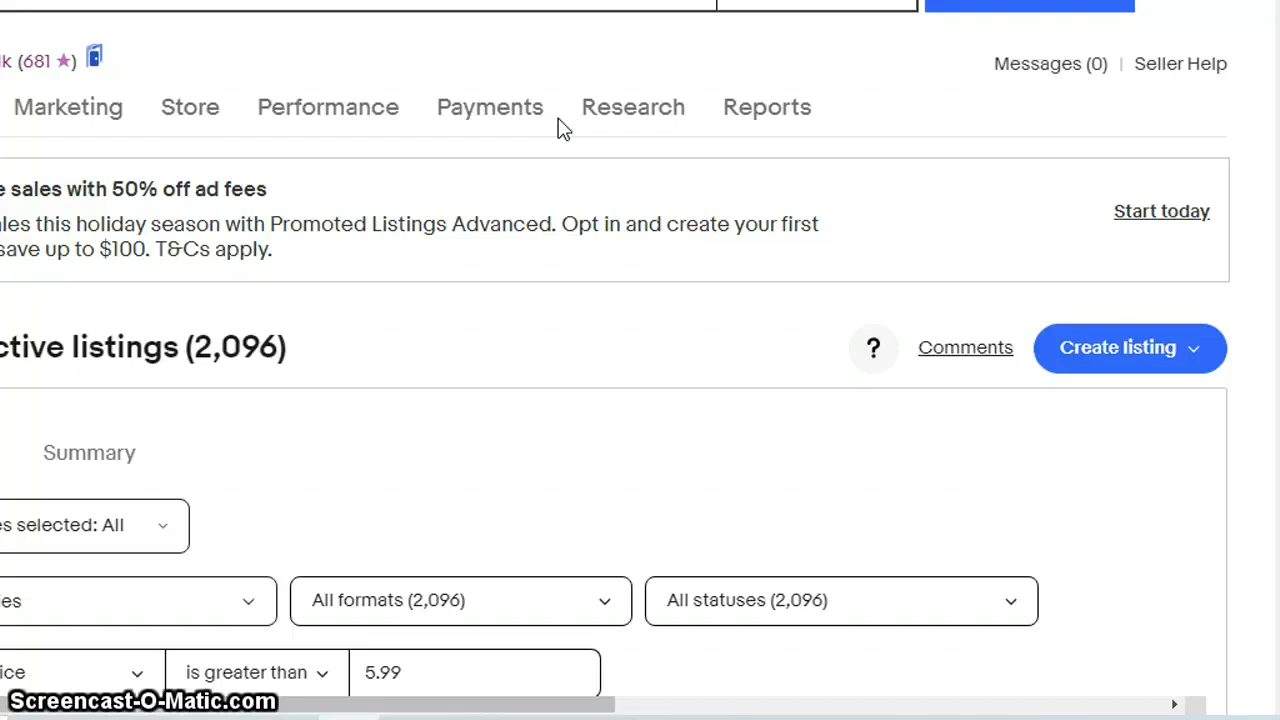 lk (681 ★)
Messages (0) | Seller Help
Marketing Store Performance Payments Research Reports
e sales with 50% off ad fees
ales this holiday season with Promoted Listings Advanced. Opt in and create your first
save up to $100. T&Cs apply.
Start today
ctive listings (2,096)
? Comments Create listing
Summary
es selected: All
ies All formats (2,096) All statuses (2,096)
ice is greater than 5.99
Screencast-O-Matic.com